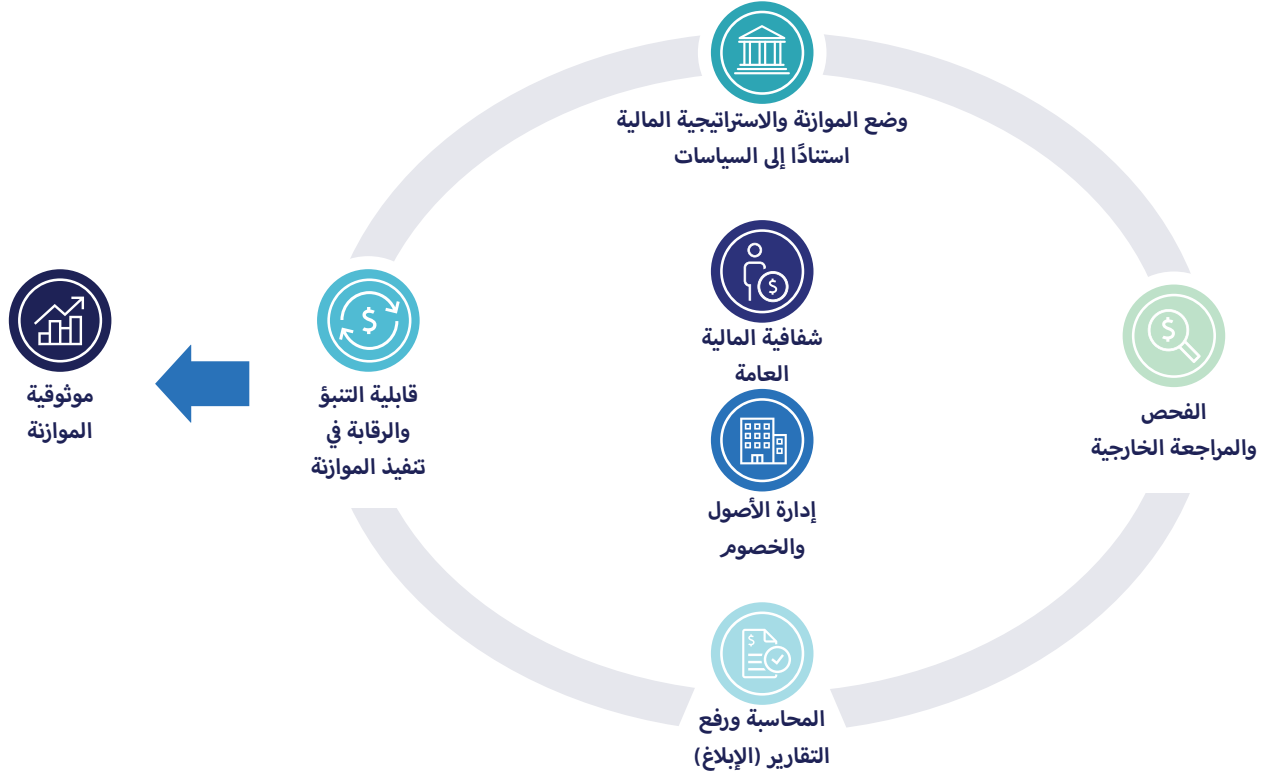 وضع الموازنة والاستراتيجية المالية
استنادًا إلى السياسات
شفافية المالية
العامة
قابلية التنبؤ
والرقابة في
تنفيذ الموازنة
موثوقية
الموازنة
الفحص
والمراجعة الخارجية
إدارة الأصول
والخصوم
المحاسبة ورفع
التقارير (الإبلاغ)